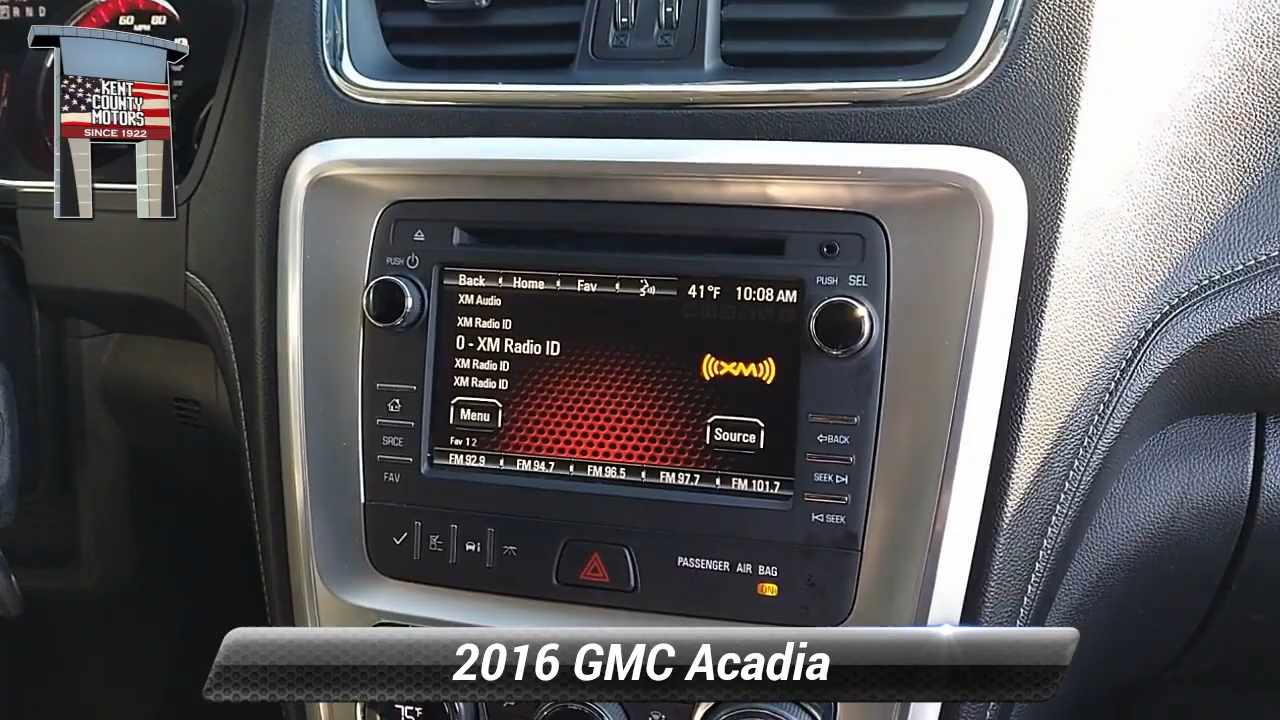 P R N D
60 80
MPH
KENT
COUNTY
MOTORS
SINCE 1922
PUSH
PUSH SEL
Back Home Fav 41°F 10:08 AM
XM Audio
XM Radio ID
0 - XM Radio ID
XM Radio ID
XM Radio ID
((XM))
Menu
Source
Fav 1 2
FM 92.9 FM 94.7 FM 96.5 FM 97.7 FM 101.7
SRCE
FAV
BACK
SEEK
SEEK
PASSENGER AIR BAG
ON
2016 GMC Acadia
75°F